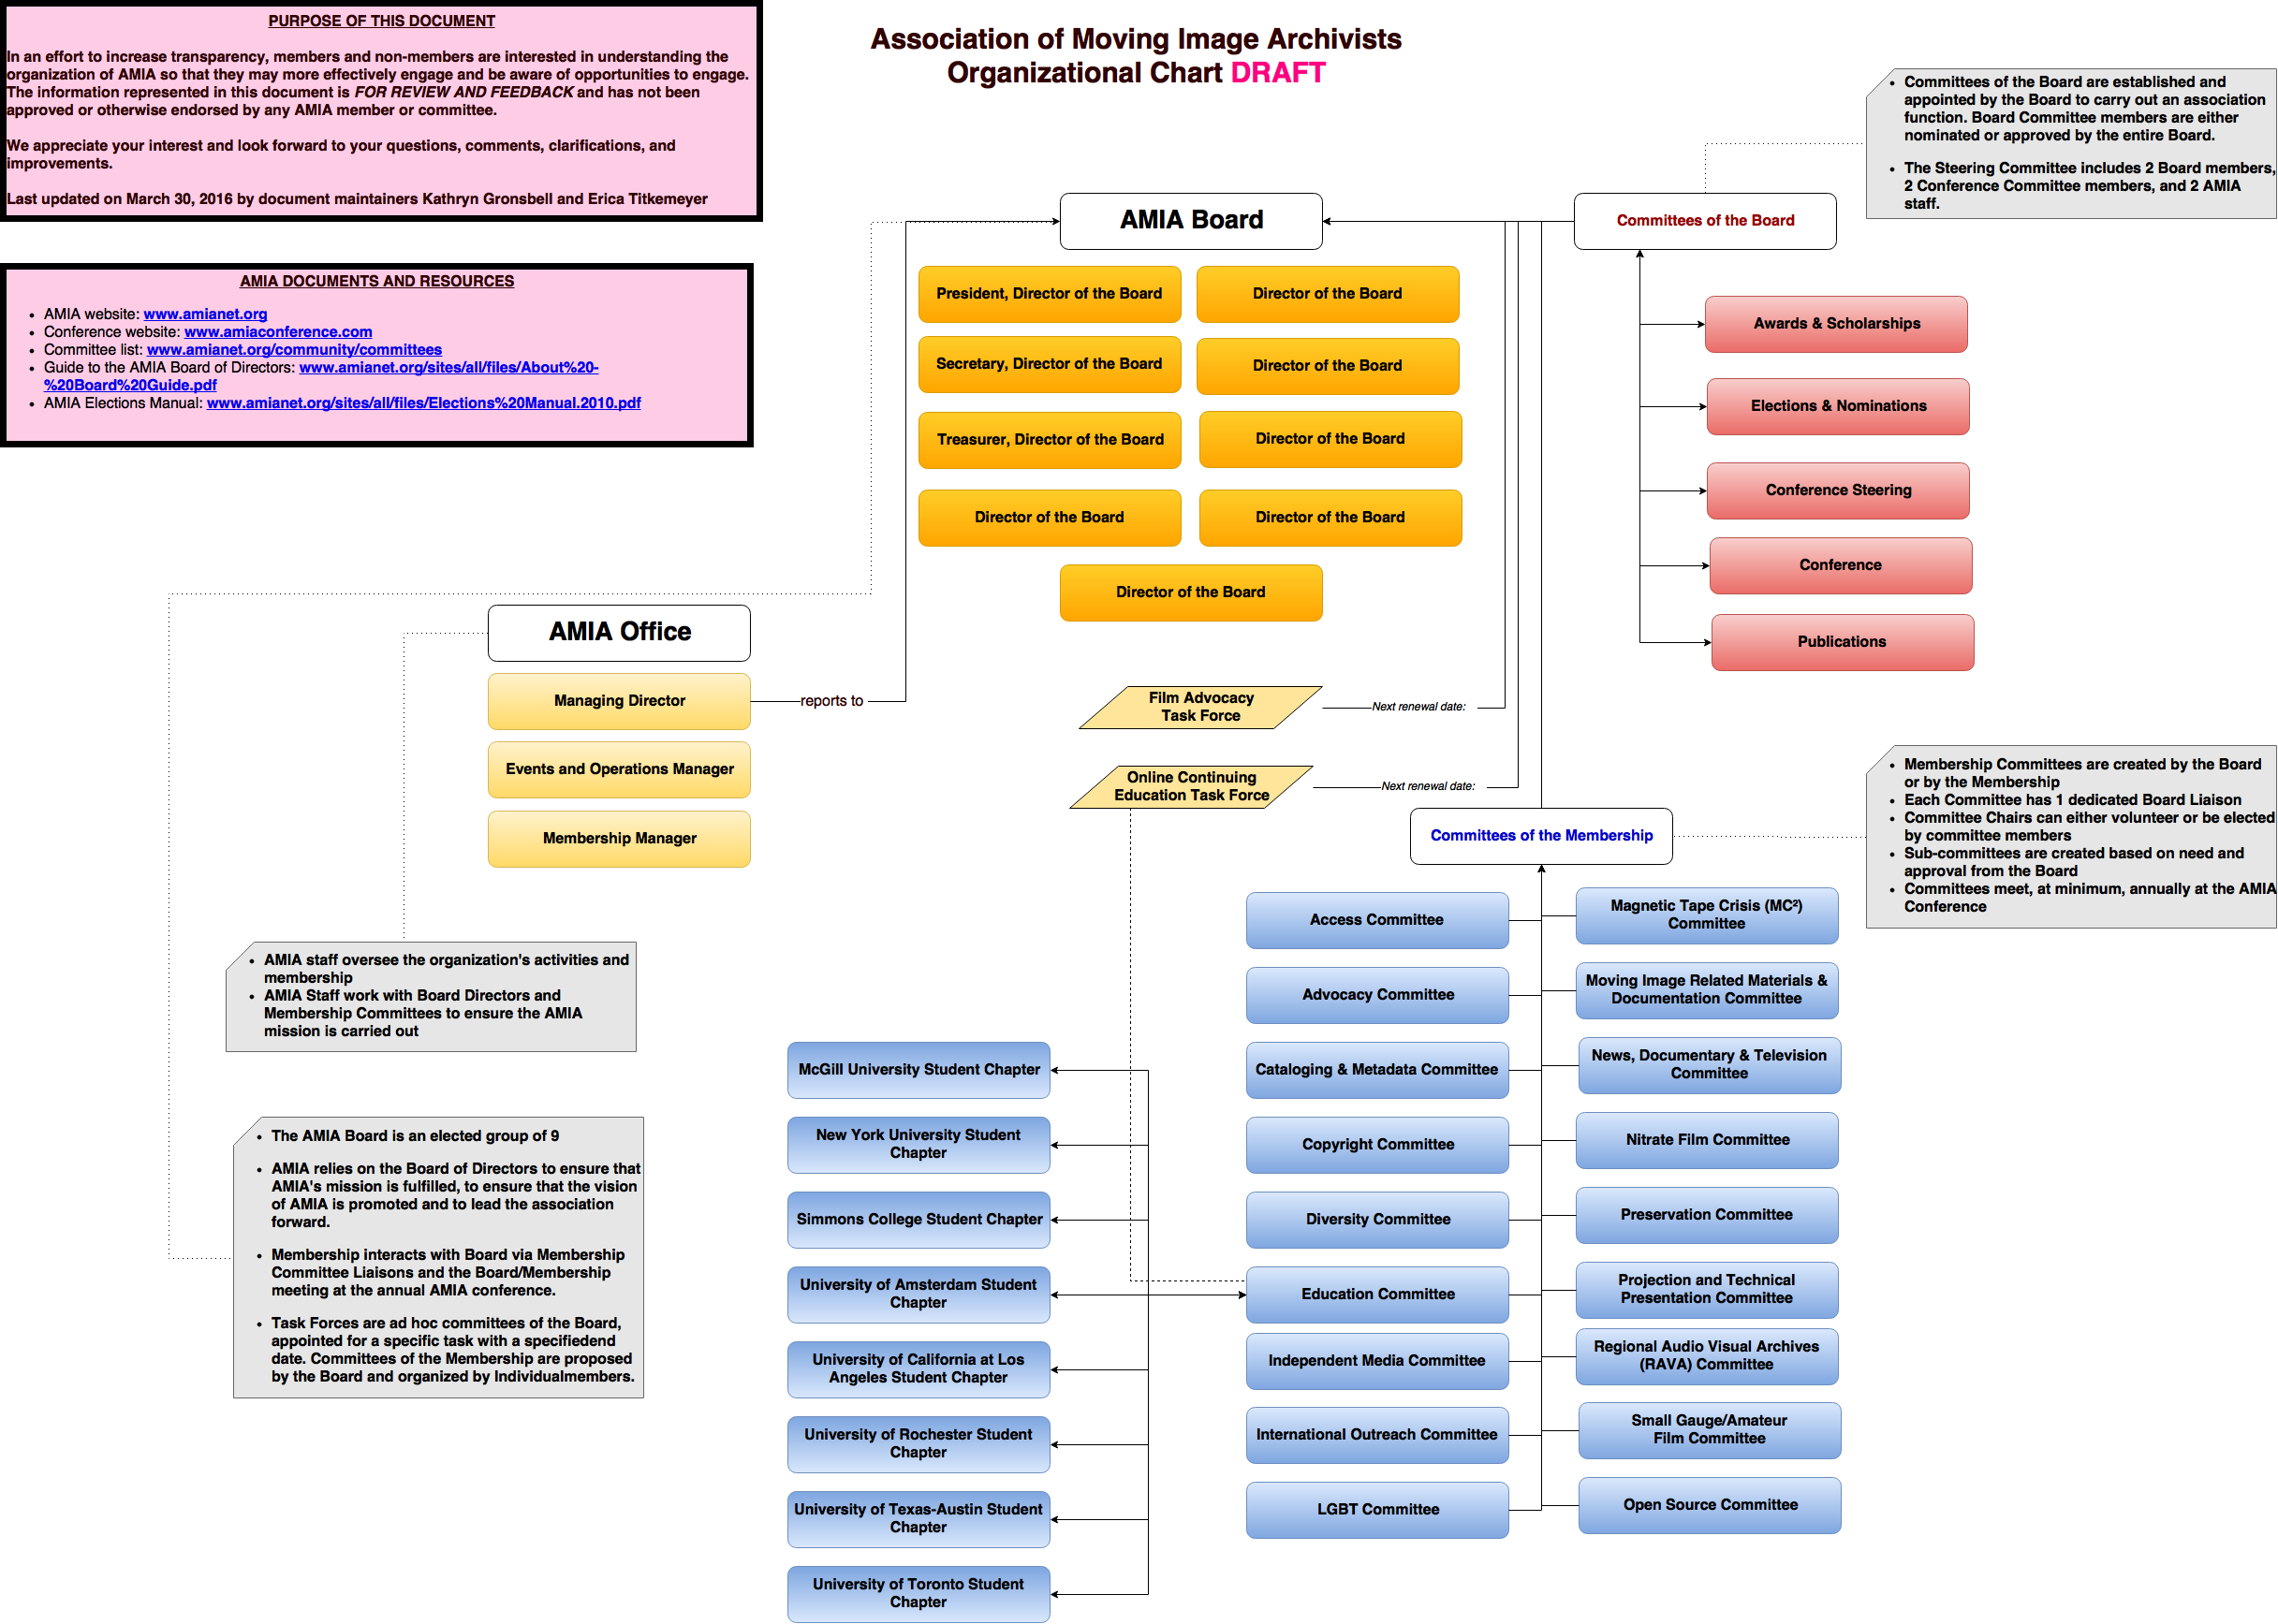 PURPOSE OF THIS DOCUMENT
In an effort to increase transparency, members and non-members are interested in understanding the
organization of AMIA so that they may more effectively engage and be aware of opportunities to engage.
The information represented in this document is FOR REVIEW AND FEEDBACK and has not been
approved or otherwise endorsed by any AMIA member or committee.
We appreciate your interest and look forward to your questions, comments, clarifications, and
improvements.
Last updated on March 30, 2016 by document maintainers Kathryn Gronsbell and Erica Titkemeyer
AMIA DOCUMENTS AND RESOURCES
• AMIA website: www.amianet.org
• Conference website: www.amiaconference.com
• Committee list: www.amianet.org/community/committees
• Guide to the AMIA Board of Directors: www.amianet.org/sites/all/files/About%20-
%20Board%20Guide.pdf
• AMIA Elections Manual: www.amianet.org/sites/all/files/Elections%20Manual.2010.pdf
Association of Moving Image Archivists
Organizational Chart DRAFT
• Committees of the Board are established and
appointed by the Board to carry out an association
function. Board Committee members are either
nominated or approved by the entire Board.
• The Steering Committee includes 2 Board members,
2 Conference Committee members, and 2 AMIA
staff.
AMIA Board
President, Director of the Board
Director of the Board
Secretary, Director of the Board
Director of the Board
Treasurer, Director of the Board
Director of the Board
Director of the Board
Director of the Board
Director of the Board
Committees of the Board
Awards & Scholarships
Elections & Nominations
Conference Steering
Conference
Publications
AMIA Office
Managing Director
reports to
Events and Operations Manager
Membership Manager
Film Advocacy
Task Force
Next renewal date:
Online Continuing
Education Task Force
Next renewal date:
Committees of the Membership
• Membership Committees are created by the Board
or by the Membership
• Each Committee has 1 dedicated Board Liaison
• Committee Chairs can either volunteer or be elected
by committee members
• Sub-committees are created based on need and
approval from the Board
• Committees meet, at minimum, annually at the AMIA
Conference
• AMIA staff oversee the organization's activities and
membership
• AMIA Staff work with Board Directors and
Membership Committees to ensure the AMIA
mission is carried out
• The AMIA Board is an elected group of 9
• AMIA relies on the Board of Directors to ensure that
AMIA's mission is fulfilled, to ensure that the vision
of AMIA is promoted and to lead the association
forward.
• Membership interacts with Board via Membership
Committee Liaisons and the Board/Membership
meeting at the annual AMIA conference.
• Task Forces are ad hoc committees of the Board,
appointed for a specific task with a specifiedend
date. Committees of the Membership are proposed
by the Board and organized by Individualmembers.
McGill University Student Chapter
New York University Student
Chapter
Simmons College Student Chapter
University of Amsterdam Student
Chapter
University of California at Los
Angeles Student Chapter
University of Rochester Student
Chapter
University of Texas-Austin Student
Chapter
University of Toronto Student
Chapter
Access Committee
Advocacy Committee
Cataloging & Metadata Committee
Copyright Committee
Diversity Committee
Education Committee
Independent Media Committee
International Outreach Committee
LGBT Committee
Magnetic Tape Crisis (MC²)
Committee
Moving Image Related Materials &
Documentation Committee
News, Documentary & Television
Committee
Nitrate Film Committee
Preservation Committee
Projection and Technical
Presentation Committee
Regional Audio Visual Archives
(RAVA) Committee
Small Gauge/Amateur
Film Committee
Open Source Committee